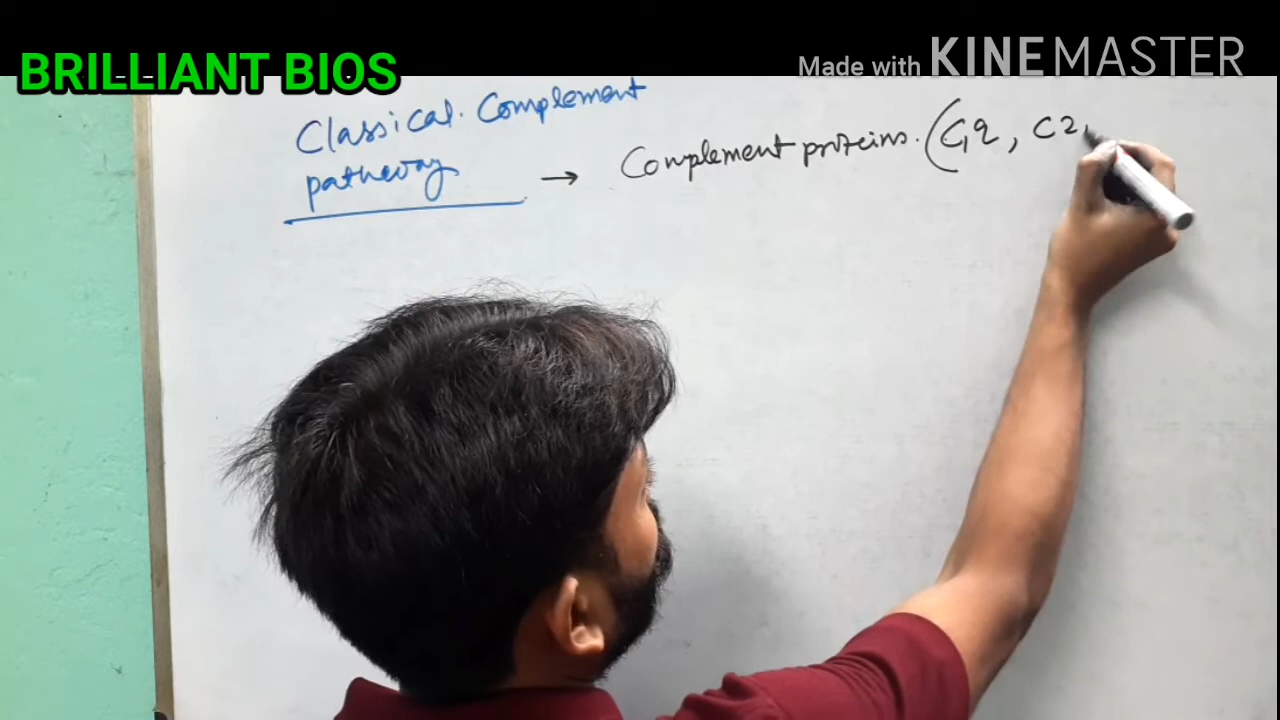 BRILLIANT BIOS
Made with KINEMASTER
Classical. Complement
pathway
→ Complement proteins. (C1q, C2,